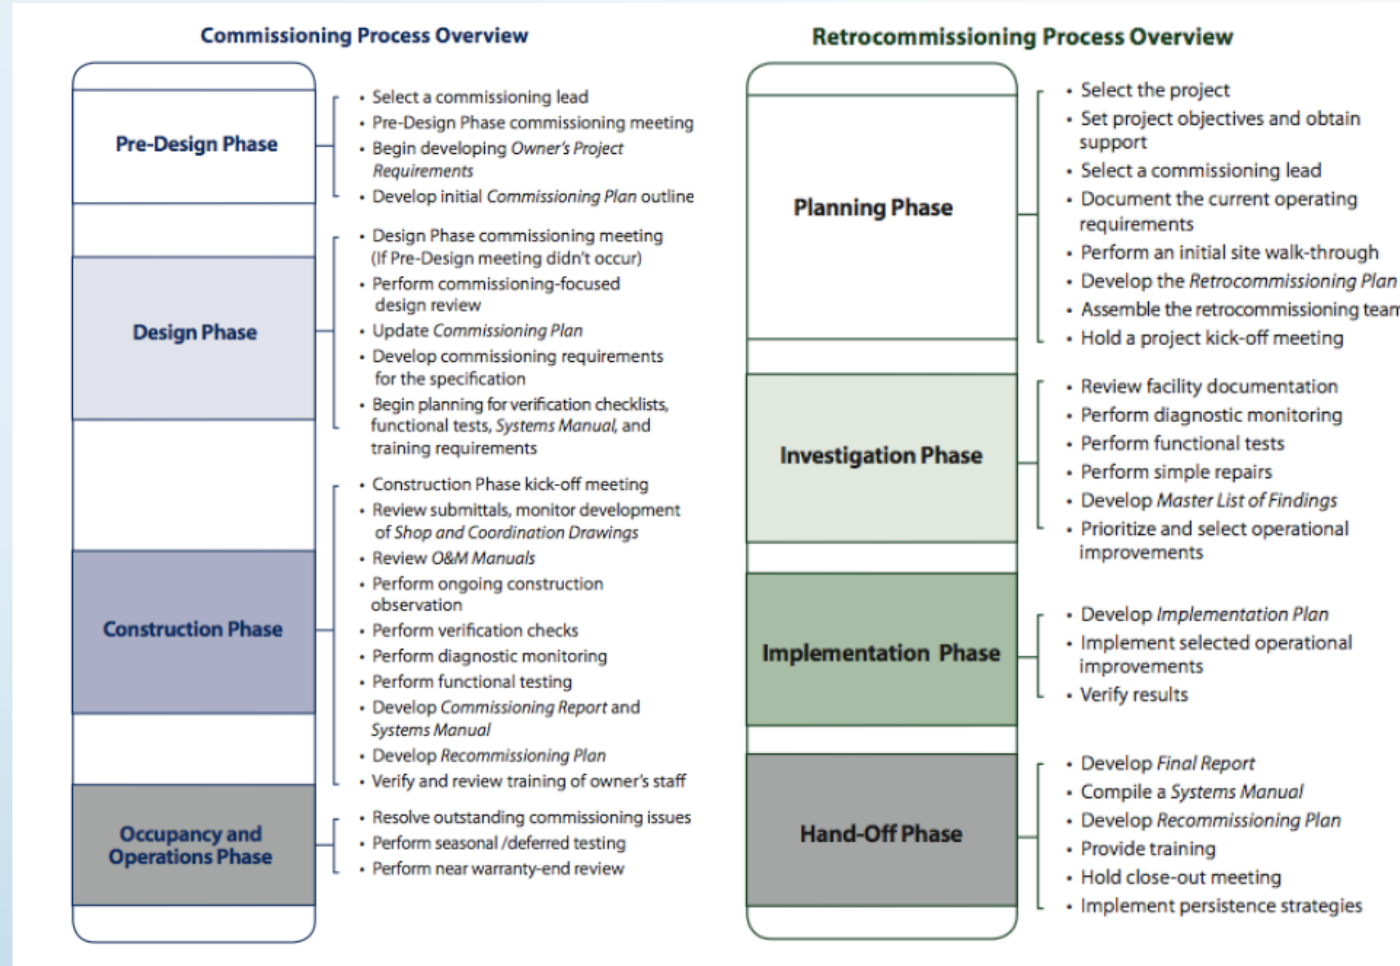 Commissioning Process Overview
Pre-Design Phase
• Select a commissioning lead
• Pre-Design Phase commissioning meeting
• Begin developing Owner's Project
Requirements
• Develop initial Commissioning Plan outline
Design Phase
• Design Phase commissioning meeting
(If Pre-Design meeting didn't occur)
• Perform commissioning-focused
design review
• Update Commissioning Plan
• Develop commissioning requirements
for the specification
• Begin planning for verification checklists,
functional tests, Systems Manual, and
training requirements
Construction Phase
• Construction Phase kick-off meeting
• Review submittals, monitor development
of Shop and Coordination Drawings
• Review O&M Manuals
• Perform ongoing construction
observation
• Perform verification checks
• Perform diagnostic monitoring
• Perform functional testing
• Develop Commissioning Report and
Systems Manual
• Develop Recommissioning Plan
• Verify and review training of owner's staff
Occupancy and
Operations Phase
• Resolve outstanding commissioning issues
• Perform seasonal /deferred testing
• Perform near warranty-end review
Retrocommissioning Process Overview
Planning Phase
• Select the project
• Set project objectives and obtain
support
• Select a commissioning lead
• Document the current operating
requirements
• Perform an initial site walk-through
• Develop the Retrocommissioning Plan
• Assemble the retrocommissioning team
• Hold a project kick-off meeting
Investigation Phase
• Review facility documentation
• Perform diagnostic monitoring
• Perform functional tests
• Perform simple repairs
• Develop Master List of Findings
• Prioritize and select operational
improvements
Implementation Phase
• Develop Implementation Plan
• Implement selected operational
improvements
• Verify results
Hand-Off Phase
• Develop Final Report
• Compile a Systems Manual
• Develop Recommissioning Plan
• Provide training
• Hold close-out meeting
• Implement persistence strategies